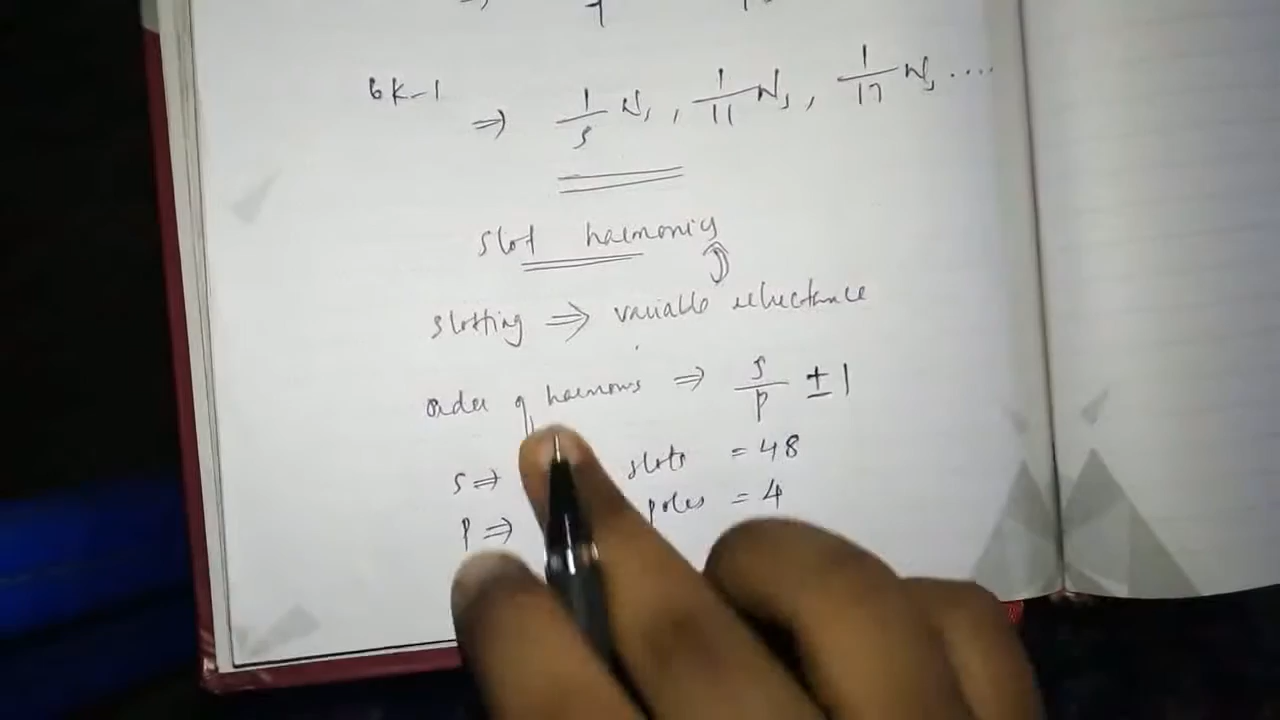 6K-1 ⇒ 1/5 Ns, 1/11 Ns, 1/17 Ns ....
Slot harmonics
slotting ⇒ variable reluctance
order of harmonics ⇒ S/P ± 1
S ⇒ slots = 48
P ⇒ poles = 4